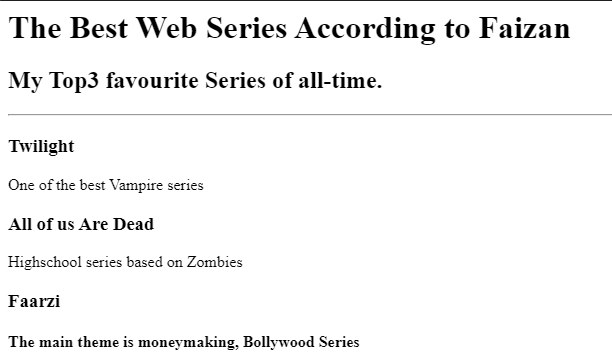 The Best Web Series According to Faizan
My Top3 favourite Series of all-time.
Twilight
One of the best Vampire series
All of us Are Dead
Highschool series based on Zombies
Faarzi
The main theme is moneymaking, Bollywood Series